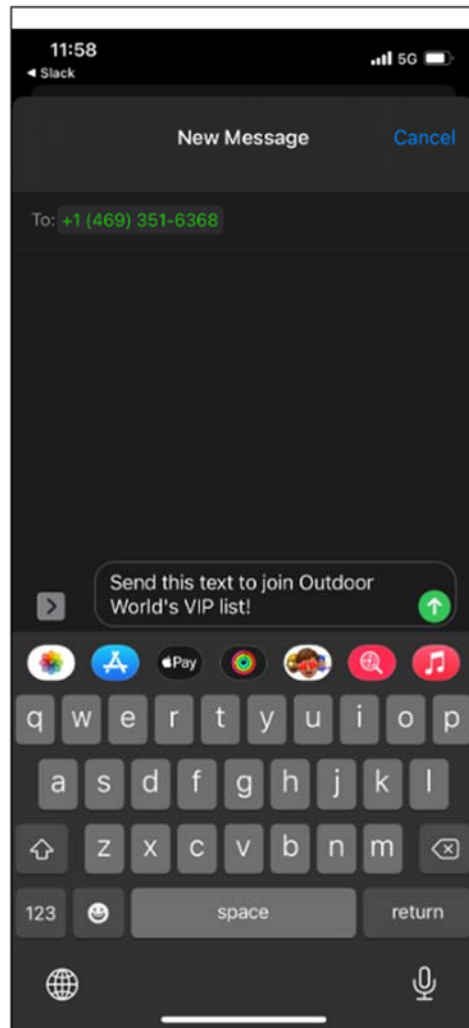 11:58
5G
Slack
New Message
Cancel
To: +1 (469) 351-6368
Send this text to join Outdoor
World's VIP list!
Pay
q w e r t y u i o p
a s d f g h j k l
z x c v b n m
123
space
return